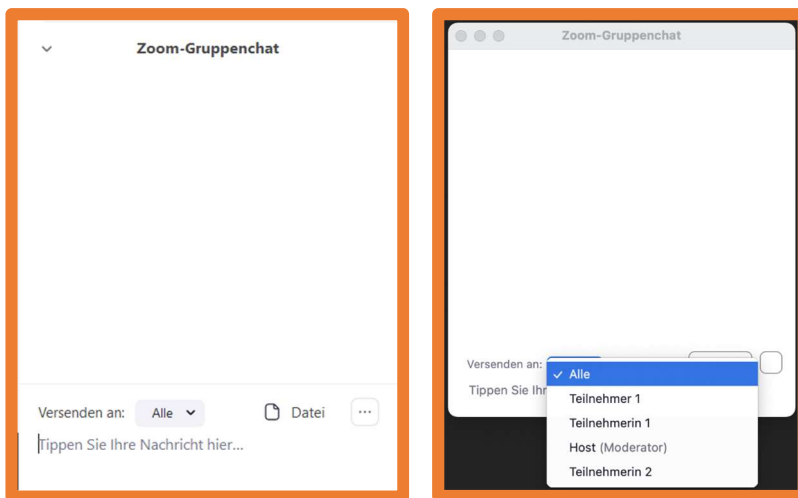 Zoom-Gruppenchat
Versenden an: Alle Datei ...
Tippen Sie Ihre Nachricht hier...
Zoom-Gruppenchat
Versenden an:
Tippen Sie Ihr
✓ Alle
Teilnehmer 1
Teilnehmerin 1
Host (Moderator)
Teilnehmerin 2